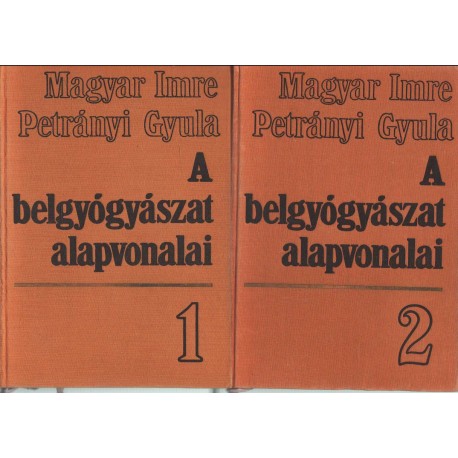 Magyar Imre
Petrányi Gyula
A
belgyógyászat
alapvonalai
1
Magyar Imre
Petrányi Gyula
A
belgyógyászat
alapvonalai
2